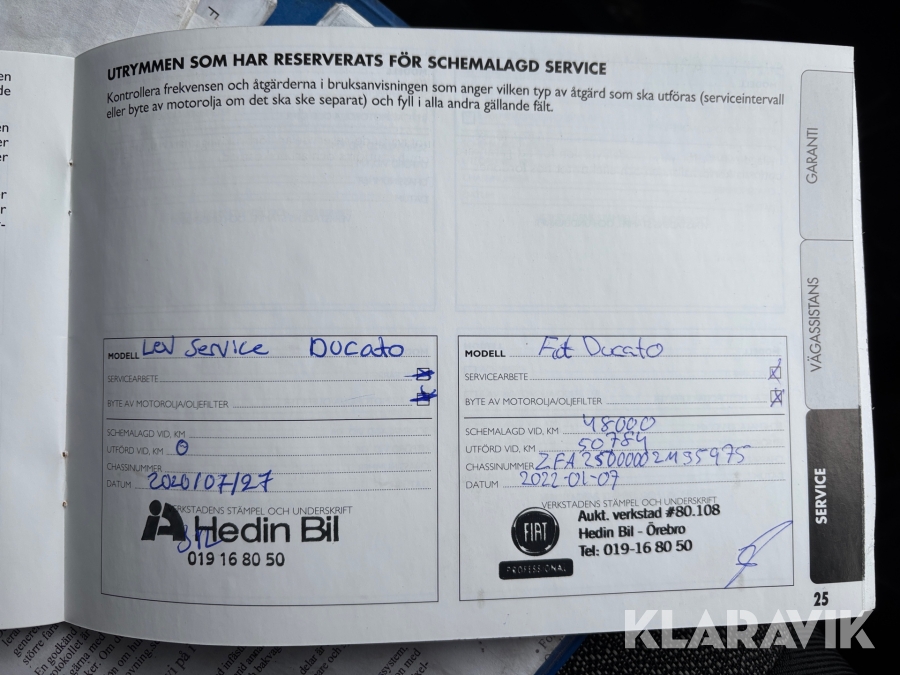 UTRYMMEN SOM HAR RESERVERATS FÖR SCHEMALAGD SERVICE
Kontrollera frekvensen och åtgärderna i bruksanvisningen som anger vilken typ av åtgärd som ska utföras (serviceintervall
eller byte av motorolja om det ska ske separat) och fyll i alla andra gällande fält.
GARANTI
VÄGASSISTANS
SERVICE
MODELL Lev Service Ducato
SERVICEARBETE
BYTE AV MOTOROLJA/OLJEFILTER
SCHEMALAGD VID, KM
UTFÖRD VID, KM 0
CHASSINUMMER
DATUM 2020/07/27
VERKSTADENS STÄMPEL OCH UNDERSKRIFT
Hedin Bil
019 16 80 50
MODELL Fiat Ducato
SERVICEARBETE
BYTE AV MOTOROLJA/OLJEFILTER
SCHEMALAGD VID, KM 48000
UTFÖRD VID, KM 50784
CHASSINUMMER ZFA2500002M35975
DATUM 2022-01-07
VERKSTADENS STÄMPEL OCH UNDERSKRIFT
FIAT
PROFESSIONAL
Aukt. verkstad #80.108
Hedin Bil - Örebro
Tel: 019-16 80 50
25
KLARAVIK